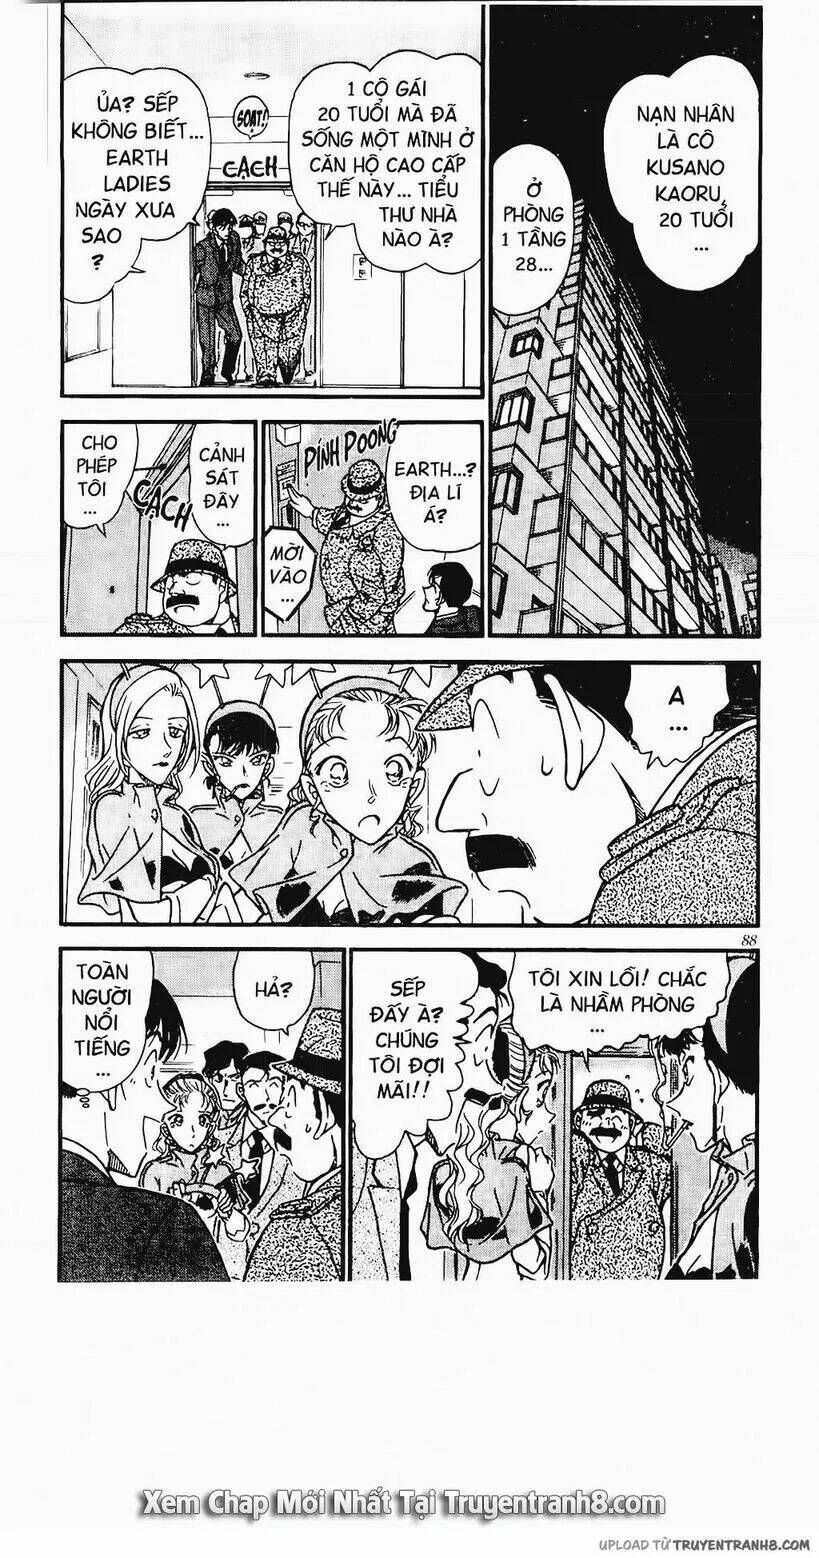 NẠN NHÂN
LÀ CÔ
KUSANO
KAORU,
20 TUỔI
...
Ở
PHÒNG
1 TẦNG
28...
1 CÔ GÁI
20 TUỔI MÀ ĐÃ
SỐNG MỘT MÌNH Ở
CĂN HỘ CAO CẤP
THẾ NÀY... TIỂU
THƯ NHÀ
NÀO À?
SOẠT!
CẠCH
ỦA? SẾP
KHÔNG BIẾT...
EARTH
LADIES
NGÀY XƯA
SAO
?
EARTH...?
ĐỊA LÍ
Á?
PÍNH POONG
MỜI
VÀO
...
CẢNH
SÁT
ĐÂY
...
CẠCH
CHO
PHÉP
TÔI
...
A
...
88
TÔI XIN LỖI! CHẮC
LÀ NHẦM PHÒNG
...
SẾP
ĐẤY À?
CHÚNG
TÔI ĐỢI
MÃI!!
HẢ?
TOÀN
NGƯỜI
NỔI
TIẾNG
...
Xem Chap Mới Nhất Tại Truyentranh8.com
UPLOAD TỪ TRUYENTRANH8.COM